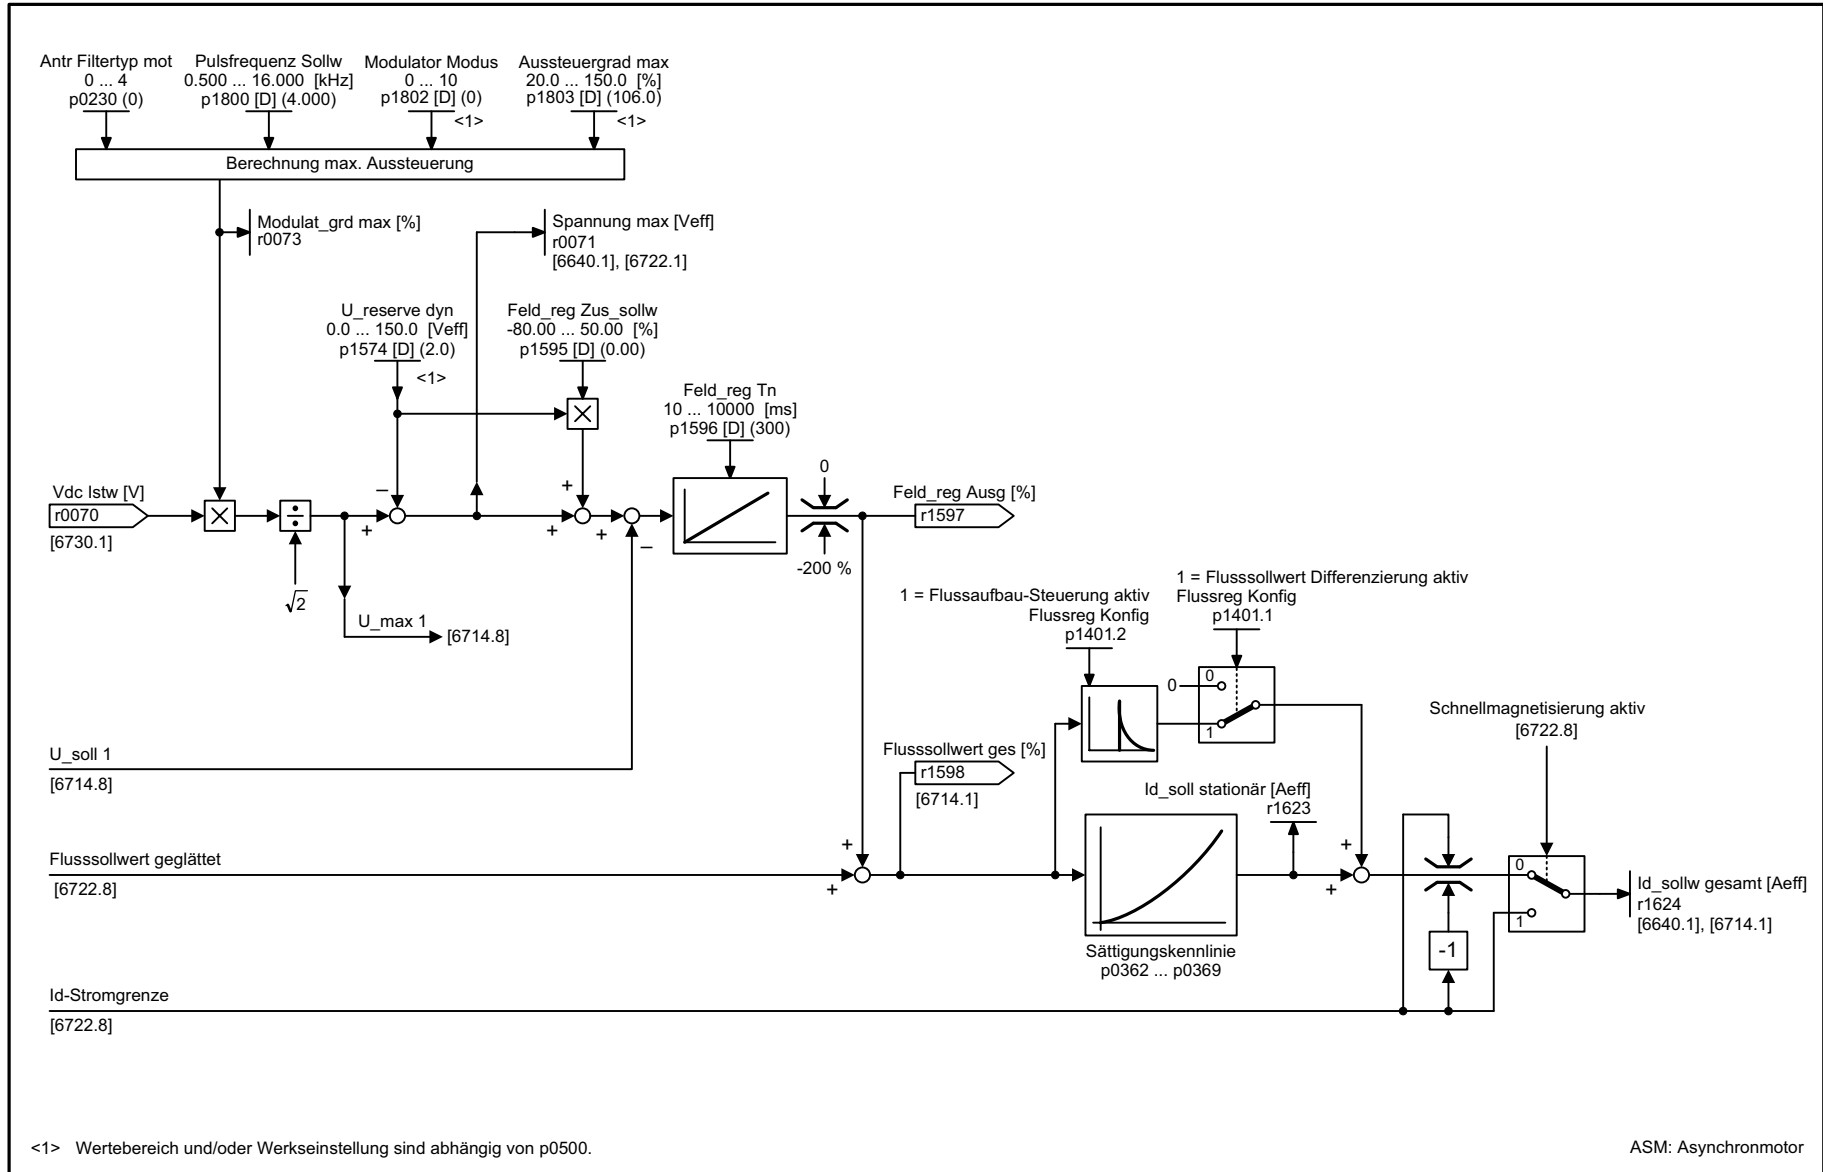 Antr Filtertyp mot
0 ... 4
p0230 (0)
Pulsfrequenz Sollw
0.500 ... 16.000 [kHz]
p1800 [D] (4.000)
Modulator Modus
0 ... 10
p1802 [D] (0)
<1>
Aussteuergrad max
20.0 ... 150.0 [%]
p1803 [D] (106.0)
<1>
Berechnung max. Aussteuerung
Modulat_grd max [%]
r0073
Spannung max [Veff]
r0071
[6640.1], [6722.1]
U_reserve dyn
0.0 ... 150.0 [Veff]
p1574 [D] (2.0)
<1>
Feld_reg Zus_sollw
-80.00 ... 50.00 [%]
p1595 [D] (0.00)
×
Feld_reg Tn
10 ... 10000 [ms]
p1596 [D] (300)
Vdc Istw [V]
r0070
[6730.1]
×
÷
√2
–
+
+
+
+
–
0
-200 %
Feld_reg Ausg [%]
r1597
U_max 1
[6714.8]
1 = Flussaufbau-Steuerung aktiv
Flussreg Konfig
p1401.2
1 = Flusssollwert Differenzierung aktiv
Flussreg Konfig
p1401.1
0
0
1
Schnellmagnetisierung aktiv
[6722.8]
U_soll 1
[6714.8]
Flusssollwert ges [%]
r1598
[6714.1]
Id_soll stationär [Aeff]
r1623
Flusssollwert geglättet
[6722.8]
+
+
+
+
Sättigungskennlinie
p0362 ... p0369
0
1
-1
Id_sollw gesamt [Aeff]
r1624
[6640.1], [6714.1]
Id-Stromgrenze
[6722.8]
<1> Wertebereich und/oder Werkseinstellung sind abhängig von p0500.
ASM: Asynchronmotor